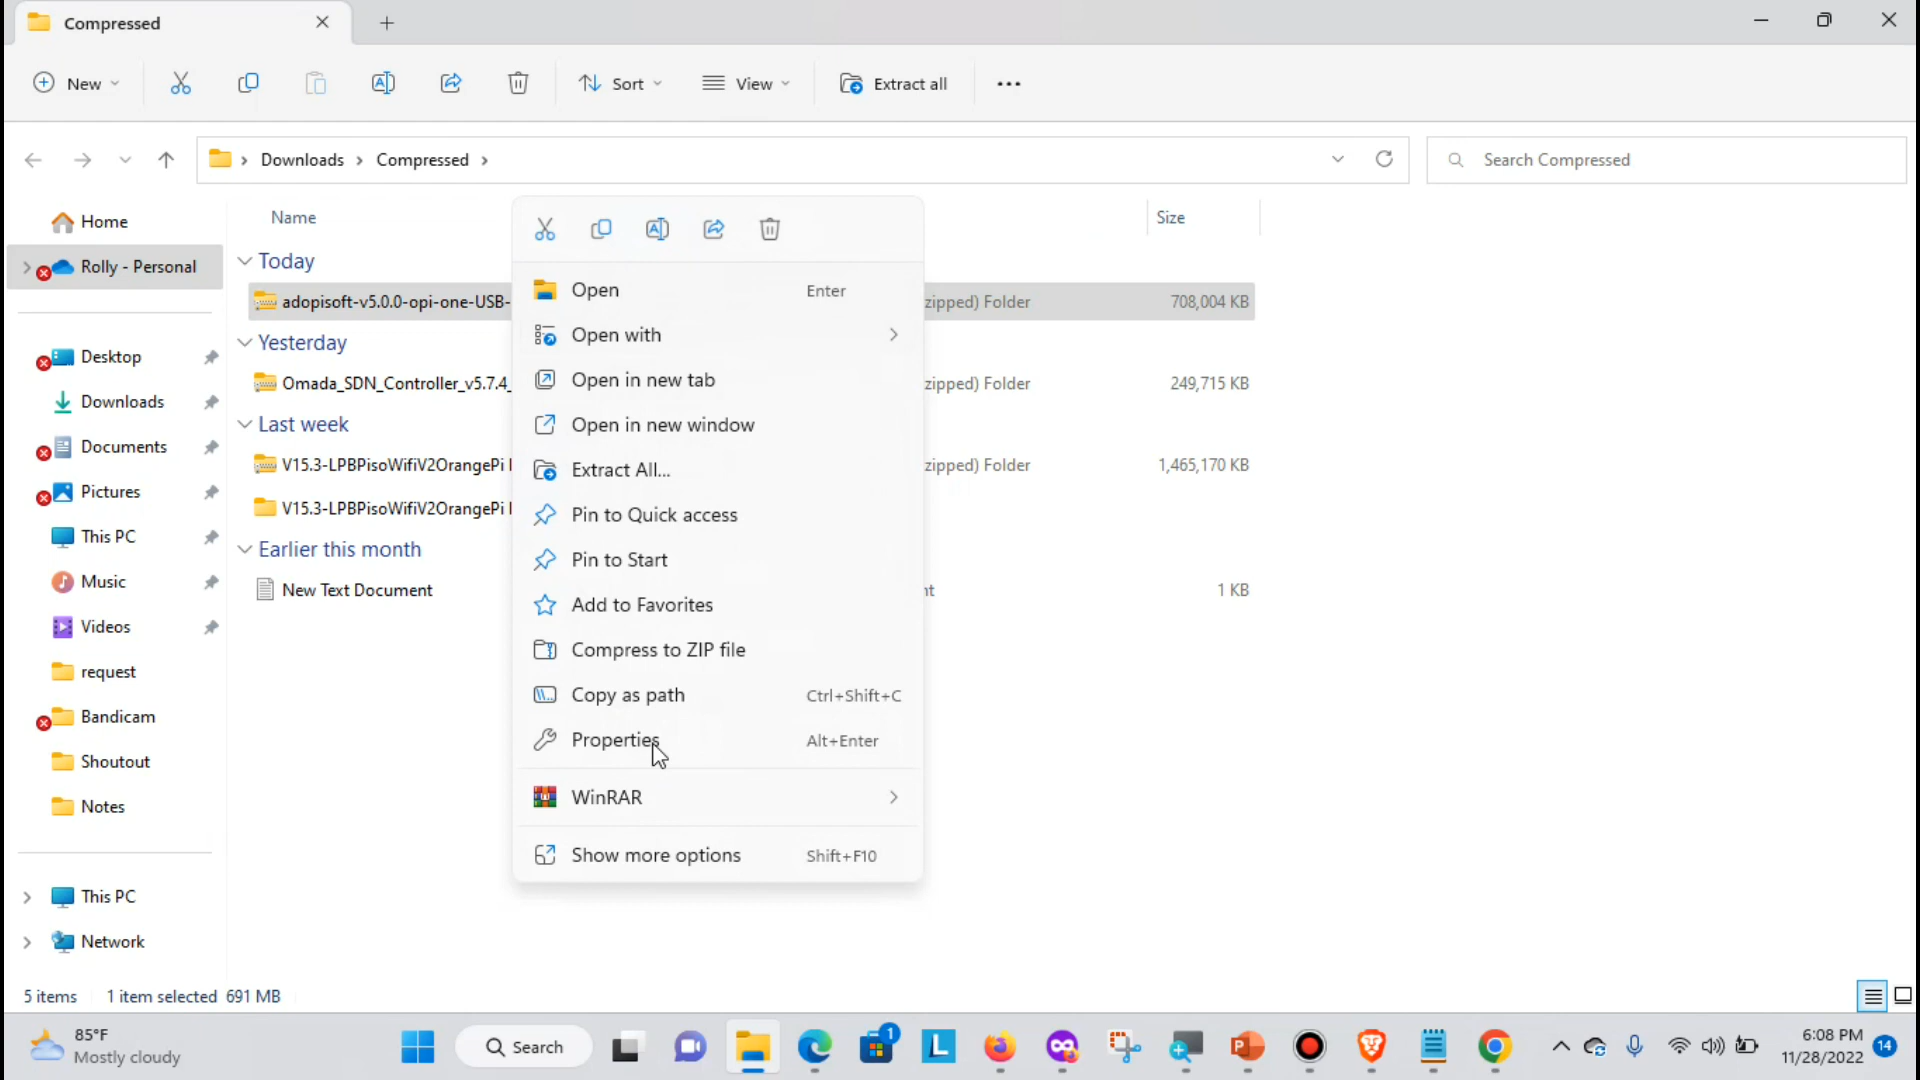 Compressed
New
Sort
View
Extract all
Downloads
Compressed
Search Compressed
Name
Size
Home
Rolly - Personal
Desktop
Downloads
Documents
Pictures
This PC
Music
Videos
request
Bandicam
Shoutout
Notes
This PC
Network
Today
adopisoft-v5.0.0-opi-one-USB-
zipped) Folder
708,004 KB
Yesterday
Omada_SDN_Controller_v5.7.4_
zipped) Folder
249,715 KB
Last week
V15.3-LPBPisoWifiV2OrangePi
zipped) Folder
1,465,170 KB
V15.3-LPBPisoWifiV2OrangePi
Earlier this month
New Text Document
nt
1 KB
Open Enter
Open with
Open in new tab
Open in new window
Extract All...
Pin to Quick access
Pin to Start
Add to Favorites
Compress to ZIP file
Copy as path Ctrl+Shift+C
Properties Alt+Enter
WinRAR
Show more options Shift+F10
5 items 1 item selected 691 MB
85°F
Mostly cloudy
Search
1
L
P
6:08 PM
11/28/2022
14